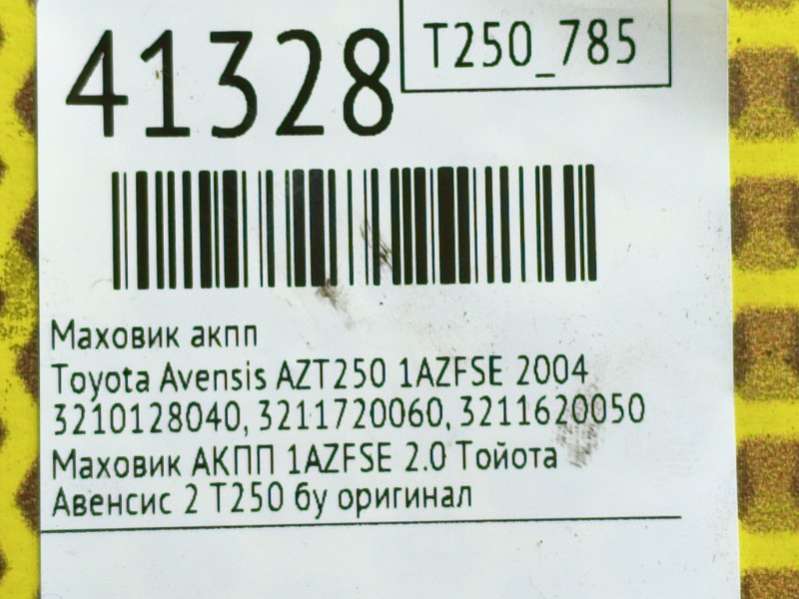 41328
T250_785
Маховик акпп
Toyota Avensis AZT250 1AZFSE 2004
3210128040, 3211720060, 3211620050
Маховик АКПП 1AZFSE 2.0 Тойота
Авенсис 2 Т250 бу оригинал